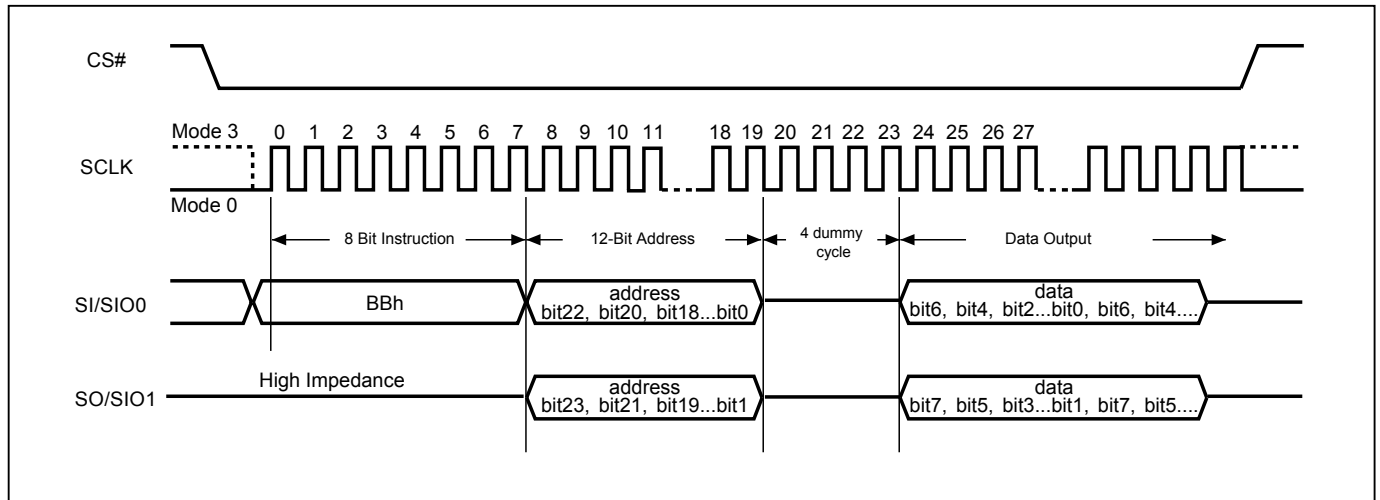 CS#
Mode 3
0 1 2 3 4 5 6 7 8 9 10 11 18 19 20 21 22 23 24 25 26 27
SCLK
Mode 0
8 Bit Instruction
12-Bit Address
4 dummy
cycle
Data Output
SI/SIO0
BBh
address
bit22, bit20, bit18...bit0
data
bit6, bit4, bit2...bit0, bit6, bit4....
SO/SIO1
High Impedance
address
bit23, bit21, bit19...bit1
data
bit7, bit5, bit3...bit1, bit7, bit5....